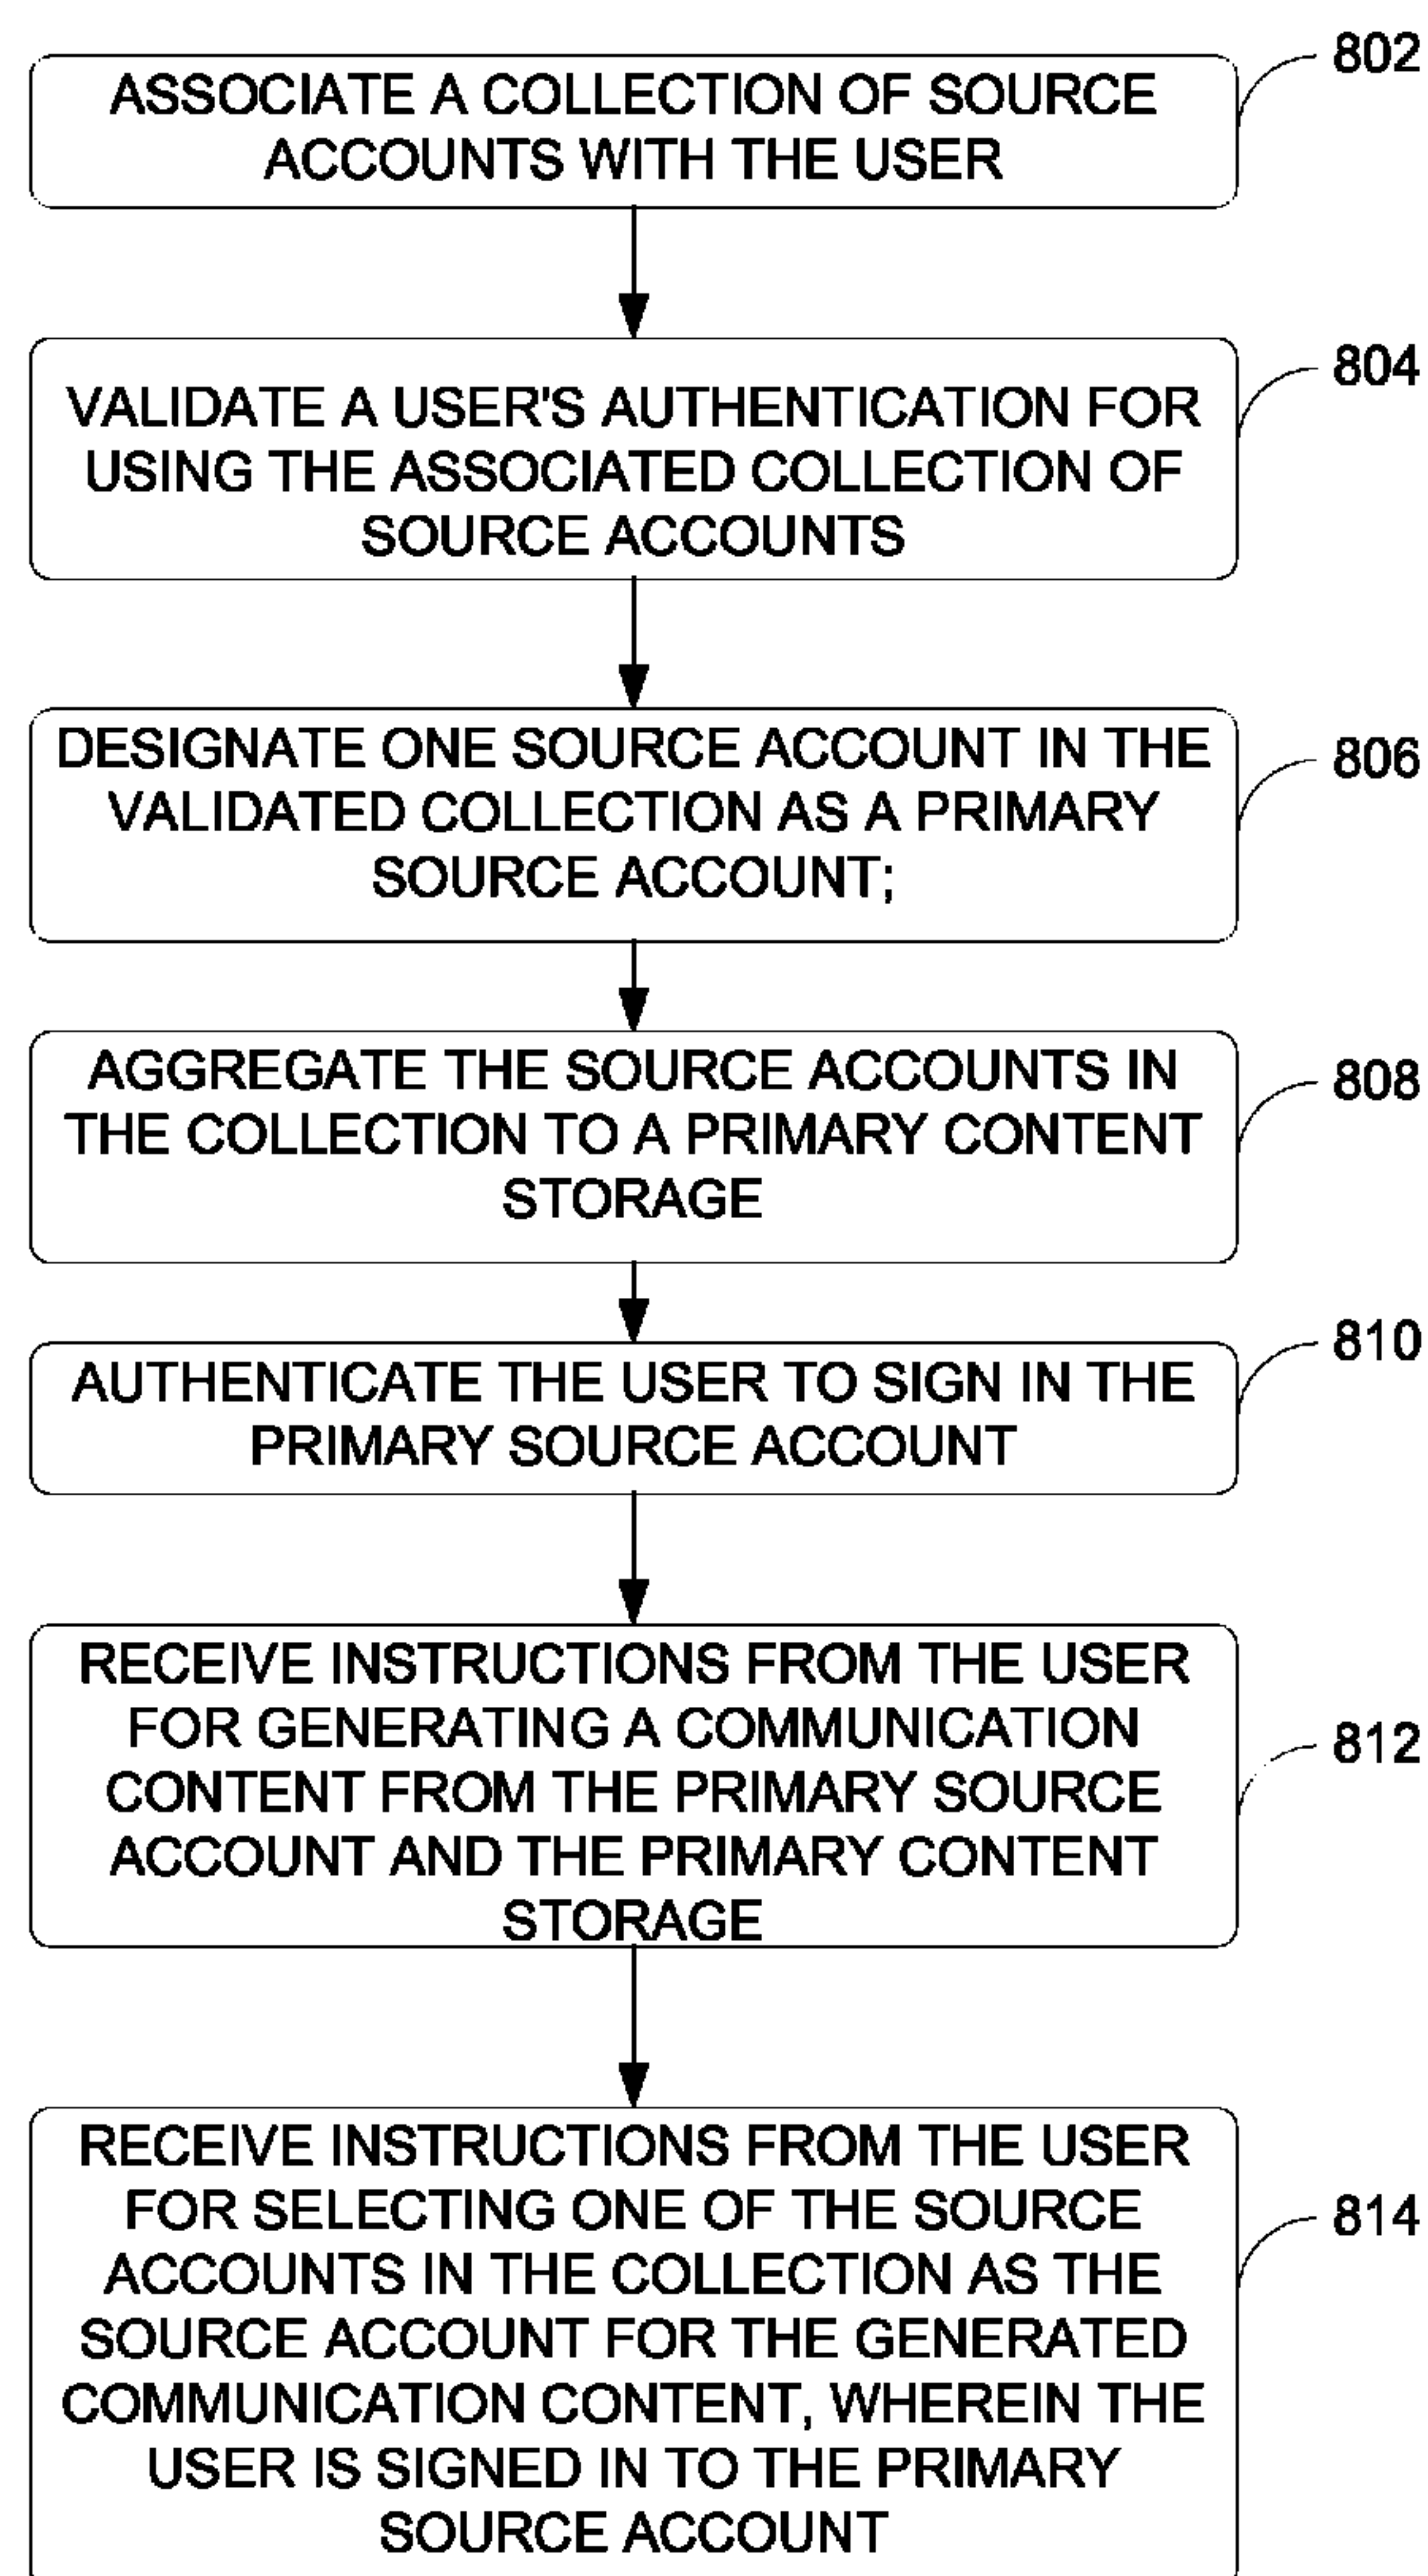 802
ASSOCIATE A COLLECTION OF SOURCE
ACCOUNTS WITH THE USER
804
VALIDATE A USER'S AUTHENTICATION FOR
USING THE ASSOCIATED COLLECTION OF
SOURCE ACCOUNTS
806
DESIGNATE ONE SOURCE ACCOUNT IN THE
VALIDATED COLLECTION AS A PRIMARY
SOURCE ACCOUNT;
808
AGGREGATE THE SOURCE ACCOUNTS IN
THE COLLECTION TO A PRIMARY CONTENT
STORAGE
810
AUTHENTICATE THE USER TO SIGN IN THE
PRIMARY SOURCE ACCOUNT
812
RECEIVE INSTRUCTIONS FROM THE USER
FOR GENERATING A COMMUNICATION
CONTENT FROM THE PRIMARY SOURCE
ACCOUNT AND THE PRIMARY CONTENT
STORAGE
814
RECEIVE INSTRUCTIONS FROM THE USER
FOR SELECTING ONE OF THE SOURCE
ACCOUNTS IN THE COLLECTION AS THE
SOURCE ACCOUNT FOR THE GENERATED
COMMUNICATION CONTENT, WHEREIN THE
USER IS SIGNED IN TO THE PRIMARY
SOURCE ACCOUNT